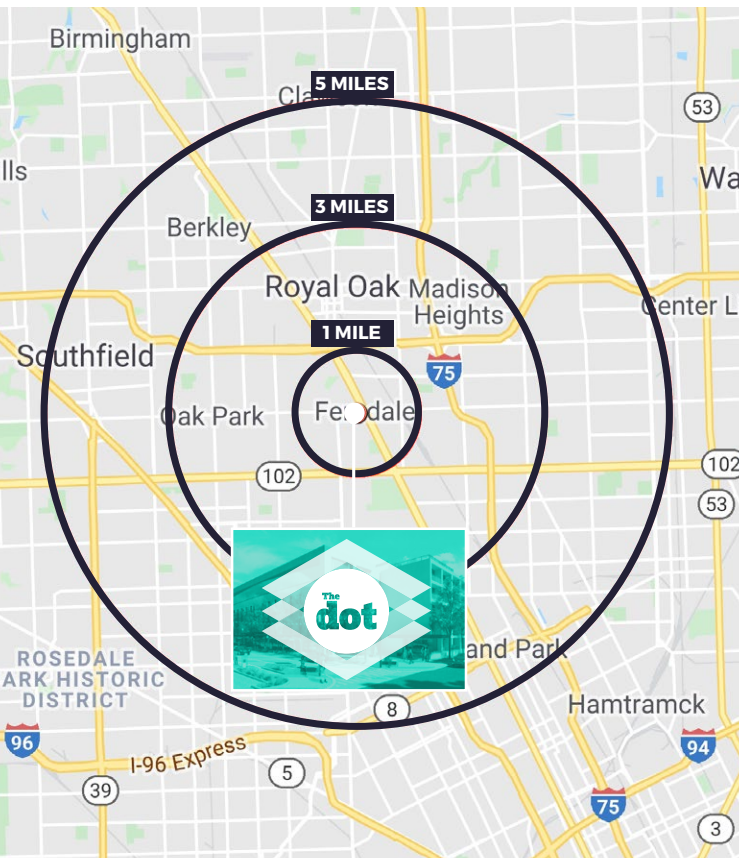 Birmingham
5 MILES
53
lls
Wa
3 MILES
Berkley
Royal Oak
Madison
Heights
Center L
1 MILE
Southfield
75
Oak Park
dale
102
102
53
The
dot
and Park
ROSEDALE
ARK HISTORIC
DISTRICT
Hamtramck
8
96
I-96 Express
94
5
39
75
3